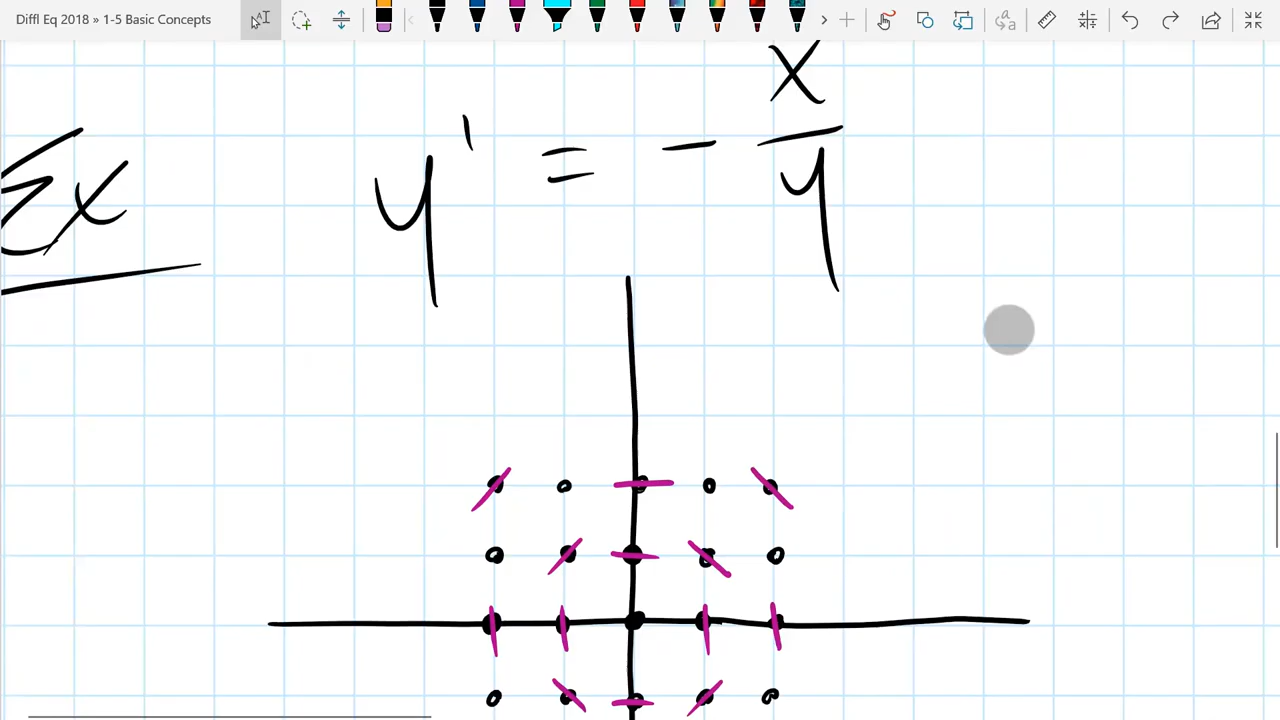 Diffl Eq 2018 » 1-5 Basic Concepts
Ex y' = - x/y